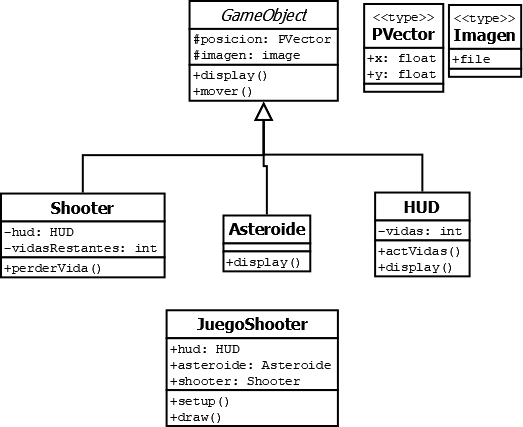 GameObject
#posicion: PVector
#imagen: image
+display()
+mover()
<<type>>
PVector
+x: float
+y: float
<<type>>
Imagen
+file
Shooter
-hud: HUD
-vidasRestantes: int
+perderVida()
Asteroide
+display()
HUD
-vidas: int
+actVidas()
+display()
JuegoShooter
+hud: HUD
+asteroide: Asteroide
+shooter: Shooter
+setup()
+draw()